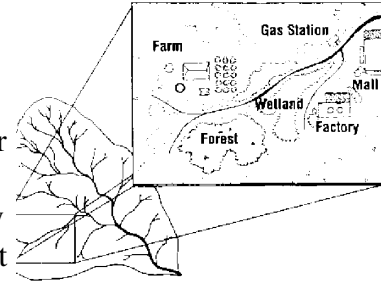 Gas Station
Farm
Mall
Wetland
Factory
Forest
r
t